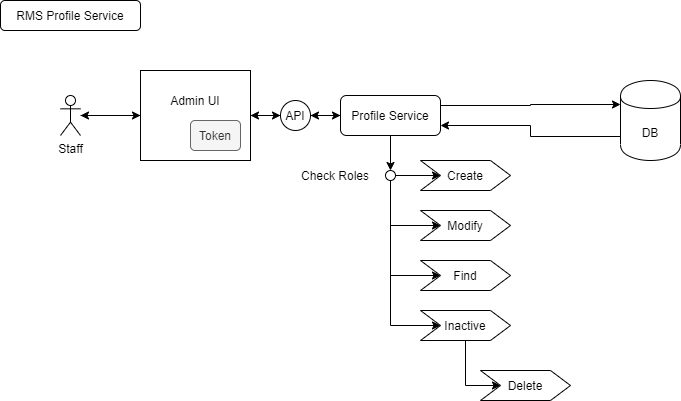 RMS Profile Service
Admin UI
Token
API
Profile Service
DB
Staff
Check Roles
Create
Modify
Find
Inactive
Delete